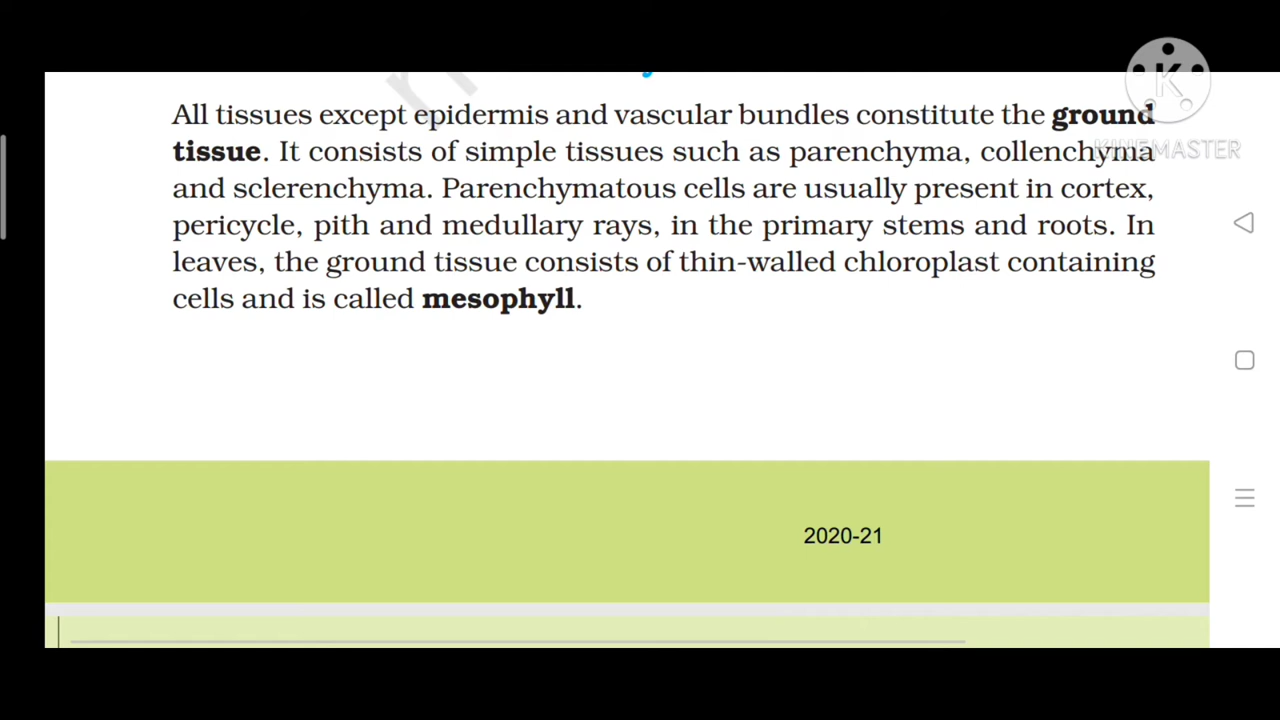 All tissues except epidermis and vascular bundles constitute the ground
tissue. It consists of simple tissues such as parenchyma, collenchyma
and sclerenchyma. Parenchymatous cells are usually present in cortex,
pericycle, pith and medullary rays, in the primary stems and roots. In
leaves, the ground tissue consists of thin-walled chloroplast containing
cells and is called mesophyll.
K
KINEMASTER
2020-21